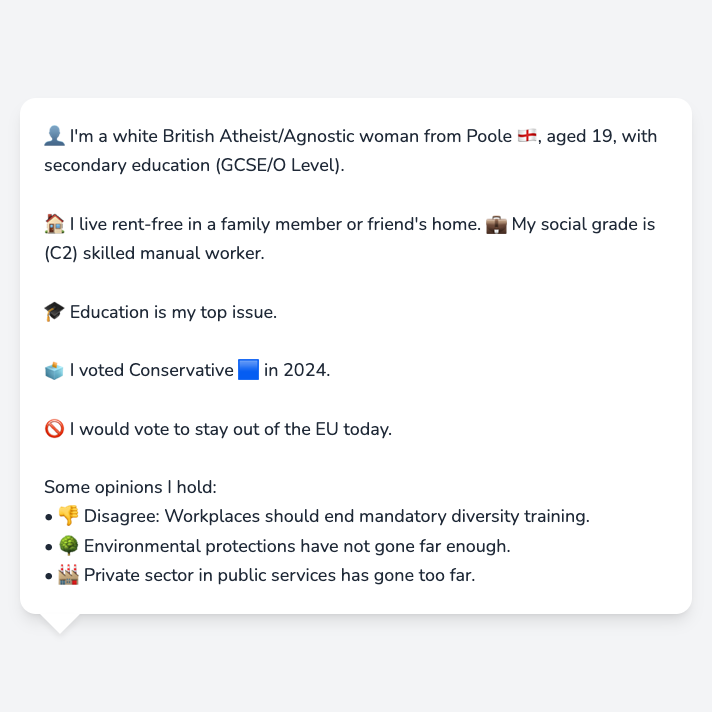 👤 I'm a white British Atheist/Agnostic woman from Poole 🏴󠁧󠁢󠁥󠁮󠁧󠁿, aged 19, with
secondary education (GCSE/O Level).
🏠 I live rent-free in a family member or friend's home. 💼 My social grade is
(C2) skilled manual worker.
🎓 Education is my top issue.
🗳️ I voted Conservative 🟦 in 2024.
🚫 I would vote to stay out of the EU today.
Some opinions I hold:
• 👎 Disagree: Workplaces should end mandatory diversity training.
• 🌳 Environmental protections have not gone far enough.
• 🏭 Private sector in public services has gone too far.